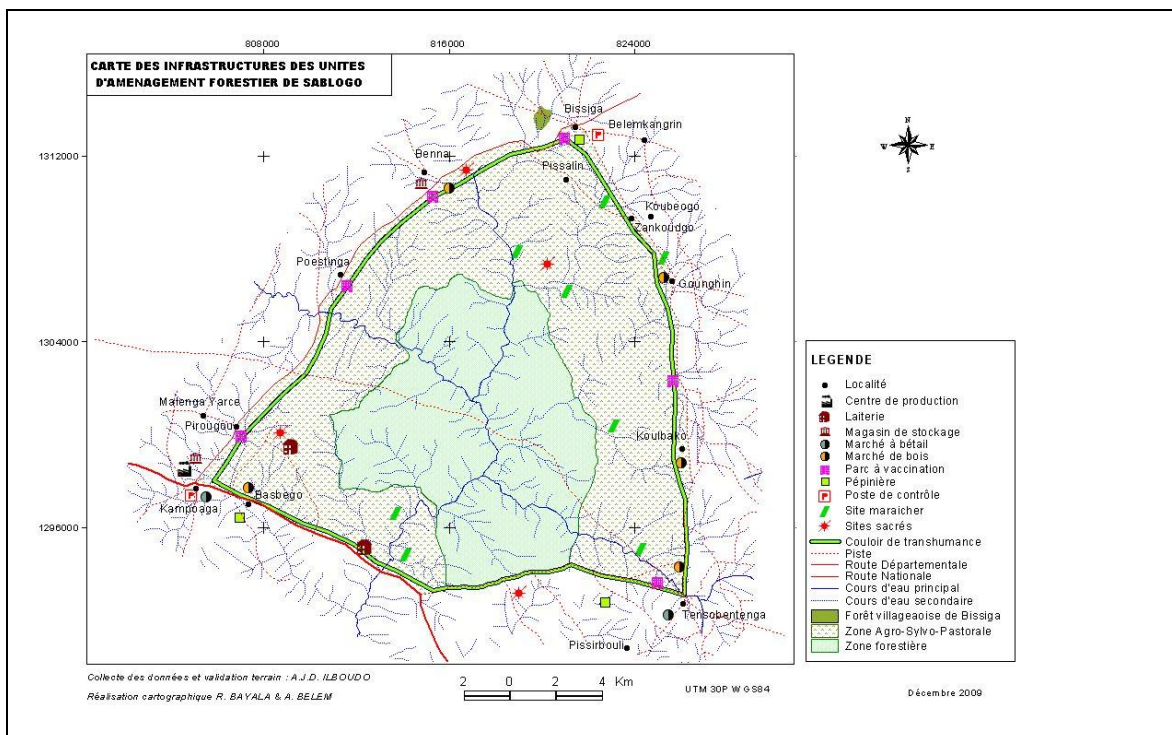 808000
816000
824000
CARTE DES INFRASTRUCTURES DES UNITES
D'AMENAGEMENT FORESTIER DE SABLOGO
Bissiga
Belemkangrin
N
W
E
S
1312000
Benna
Pissalin
Koubeogo
Zankoudgo
Poestinga
Gounghin
1304000
LEGENDE
Localité
Centre de production
Laiterie
Magasin de stockage
Marché à bétail
Marché de bois
Parc à vaccination
Pépinière
Poste de contrôle
Site maraicher
Sites sacrés
Couloir de transhumance
Piste
Route Départementale
Route Nationale
Cours d'eau principal
Cours d'eau secondaire
Forêt villageaoise de Bissiga
Zone Agro-Sylvo-Pastorale
Zone forestière
Malenga Yarce
Pirougou
Koulbako
Basbego
Kampoaga
1296000
Tensobentenga
Pissirbouli
Collecte des données et validation terrain : A.J.D. ILBOUDO
Réalisation cartographique R. BAYALA & A. BELEM
2 0 2 4 Km
UTM 30P WGS84
Décembre 2009